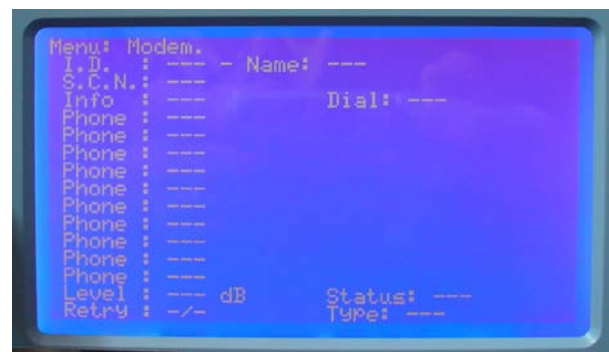 Menu: Modem.
I.D. : --- - Name: ---
S.C.N.: ---
Info : --- Dial: ---
Phone : ---
Phone : ---
Phone : ---
Phone : ---
Phone : ---
Phone : ---
Phone : ---
Phone : ---
Phone : ---
Phone : ---
Level : --- dB Status: ---
Retry : -/- Type: ---